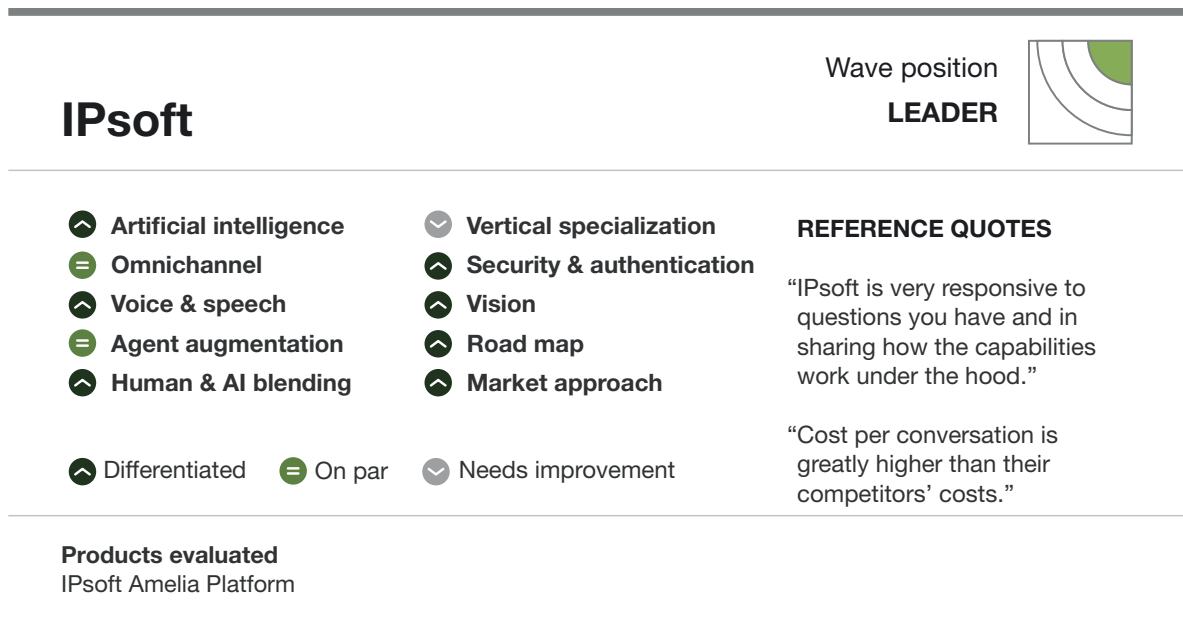 IPsoft
Wave position
LEADER
Artificial intelligence
Omnichannel
Voice & speech
Agent augmentation
Human & AI blending
Vertical specialization
Security & authentication
Vision
Road map
Market approach
Differentiated
On par
Needs improvement
REFERENCE QUOTES
“IPsoft is very responsive to
questions you have and in
sharing how the capabilities
work under the hood.”
“Cost per conversation is
greatly higher than their
competitors’ costs.”
Products evaluated
IPsoft Amelia Platform